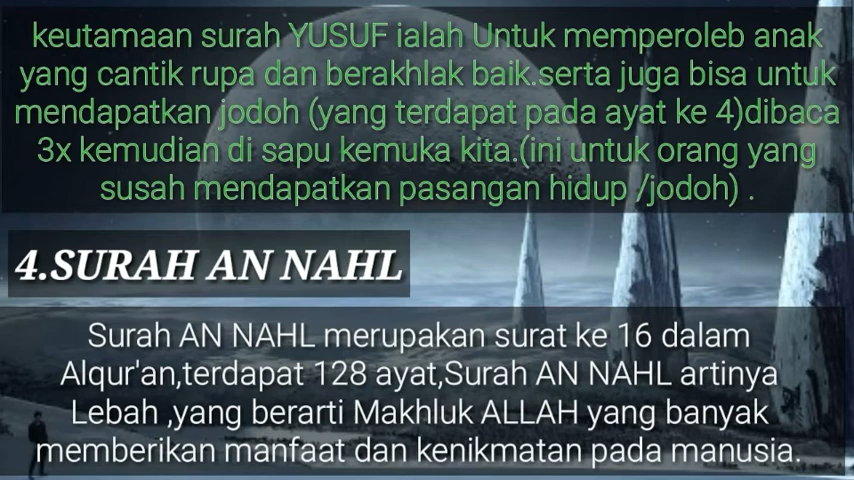 keutamaan surah YUSUF ialah Untuk memperoleb anak
yang cantik rupa dan berakhlak baik.serta juga bisa untuk
mendapatkan jodoh (yang terdapat pada ayat ke 4)dibaca
3x kemudian di sapu kemuka kita.(ini untuk orang yang
susah mendapatkan pasangan hidup /jodoh) .
4.SURAH AN NAHL
Surah AN NAHL merupakan surat ke 16 dalam
Alqur'an,terdapat 128 ayat,Surah AN NAHL artinya
Lebah ,yang berarti Makhluk ALLAH yang banyak
memberikan manfaat dan kenikmatan pada manusia.